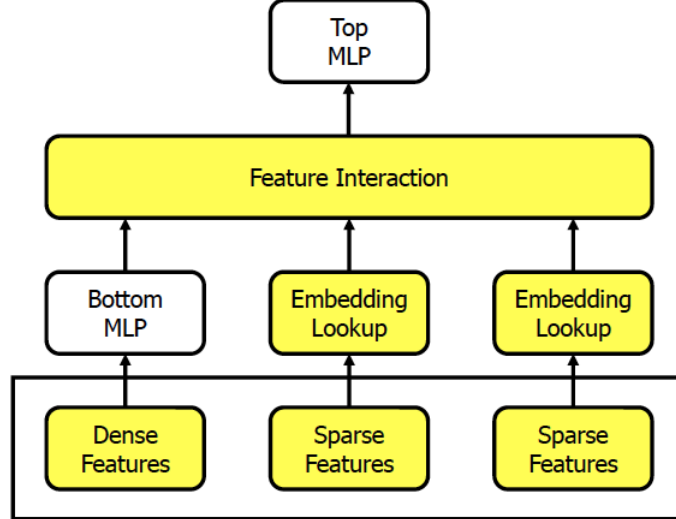 Top
MLP
Feature Interaction
Bottom
MLP
Embedding
Lookup
Embedding
Lookup
Dense
Features
Sparse
Features
Sparse
Features